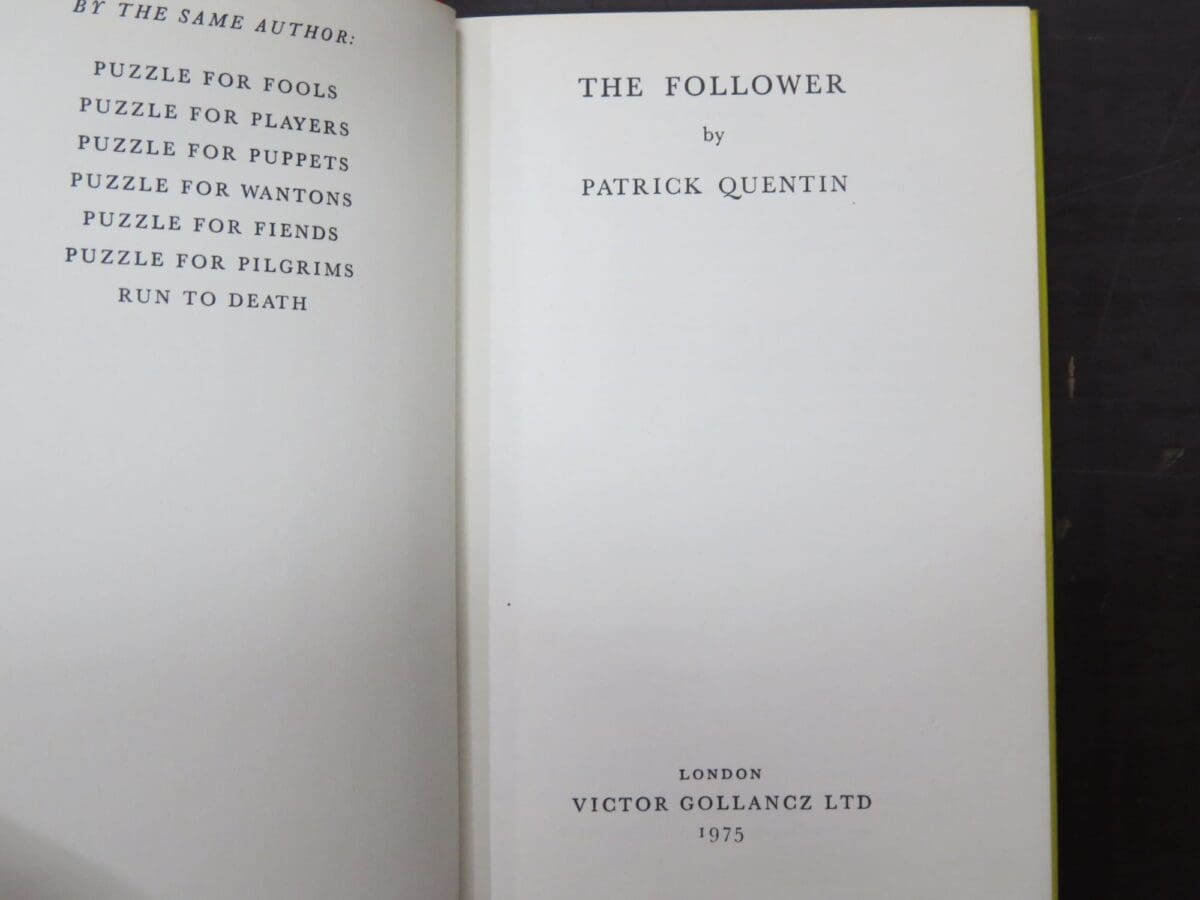 BY THE SAME AUTHOR:
PUZZLE FOR FOOLS
PUZZLE FOR PLAYERS
PUZZLE FOR PUPPETS
PUZZLE FOR WANTONS
PUZZLE FOR FIENDS
PUZZLE FOR PILGRIMS
RUN TO DEATH
THE FOLLOWER
by
PATRICK QUENTIN
LONDON
VICTOR GOLLANCZ LTD
1975